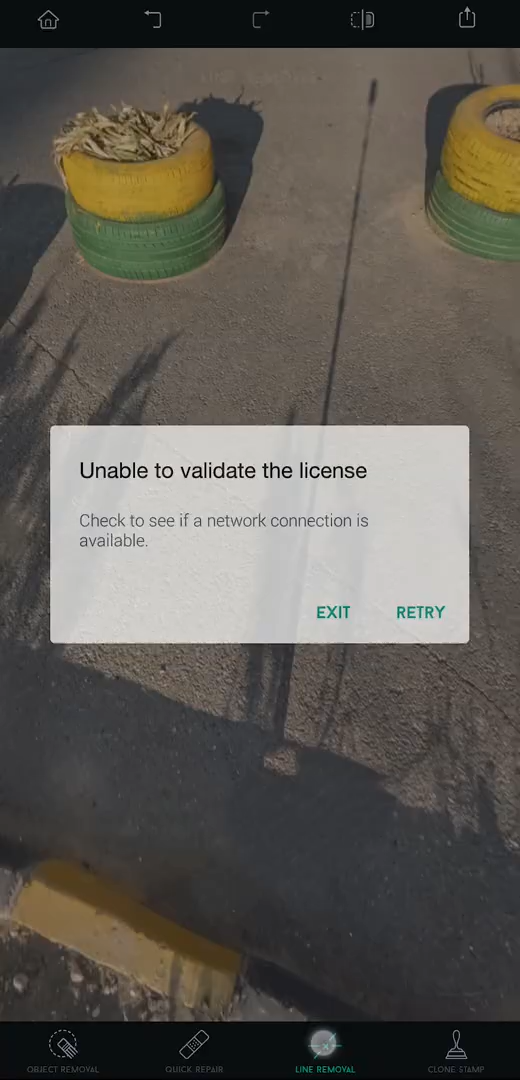 Unable to validate the license
Check to see if a network connection is
available.
EXIT RETRY
OBJECT REMOVAL QUICK REPAIR LINE REMOVAL CLONE STAMP